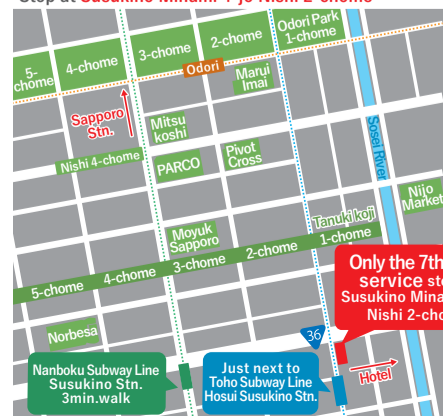 Stop at Susukino Minami 4-jo Nishi 2-chome
Odori Park
1-chome
2-chome
3-chome
4-chome
5-
chome
Odori
Marui
Imai
Sapporo
Stn.
Mitsu
koshi
Nishi 4-chome
PARCO
Pivot
Cross
Sosei River
Nijo
Market
Tanuki koji
Moyuk
Sapporo
1-chome
2-chome
3-chome
4-chome
5-chome
Only the 7th
service
Susukino
Nishi
Norbesa
36
Hotel
Nanboku Subway Line
Susukino Stn.
3min.walk
Just next to
Toho Subway Line
Hosui Susukino Stn.